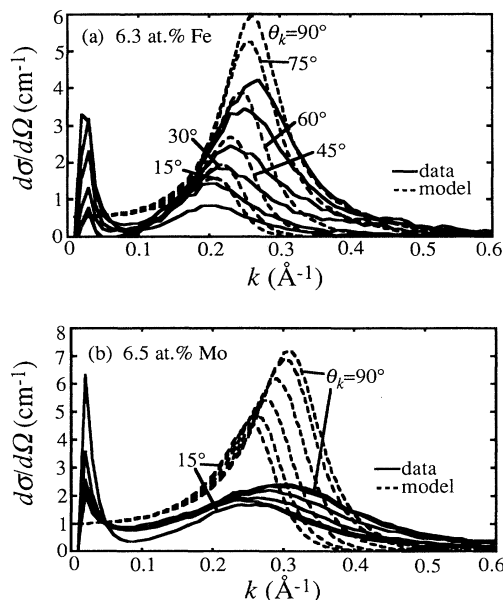 (a) 6.3 at.% Fe
θk=90°
75°
60°
30°
15°
45°
data
model
dσ/dΩ (cm-1)
6
5
4
3
2
1
0
0 0.1 0.2 0.3 0.4 0.5 0.6
k (Å-1)
(b) 6.5 at.% Mo
θk=90°
15°
data
model
dσ/dΩ (cm-1)
8
7
6
5
4
3
2
1
0
0 0.1 0.2 0.3 0.4 0.5 0.6
k (Å-1)